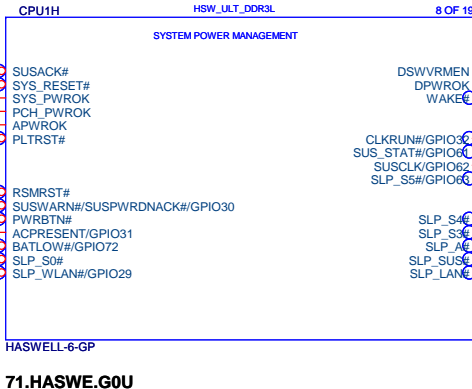 CPU1H HSW_ULT_DDR3L 8 OF 19
SYSTEM POWER MANAGEMENT
SUSACK# DSWVRMEN
SYS_RESET# DPWROK
SYS_PWROK WAKE#
PCH_PWROK
APWROK
PLTRST# CLKRUN#/GPIO32
SUS_STAT#/GPIO61
SUSCLK/GPIO62
SLP_S5#/GPIO63
RSMRST#
SUSWARN#/SUSPWRDNACK#/GPIO30
PWRBTN# SLP_S4#
ACPRESENT/GPIO31 SLP_S3#
BATLOW#/GPIO72 SLP_A#
SLP_S0# SLP_SUS#
SLP_WLAN#/GPIO29 SLP_LAN#
HASWELL-6-GP
71.HASWE.G0U